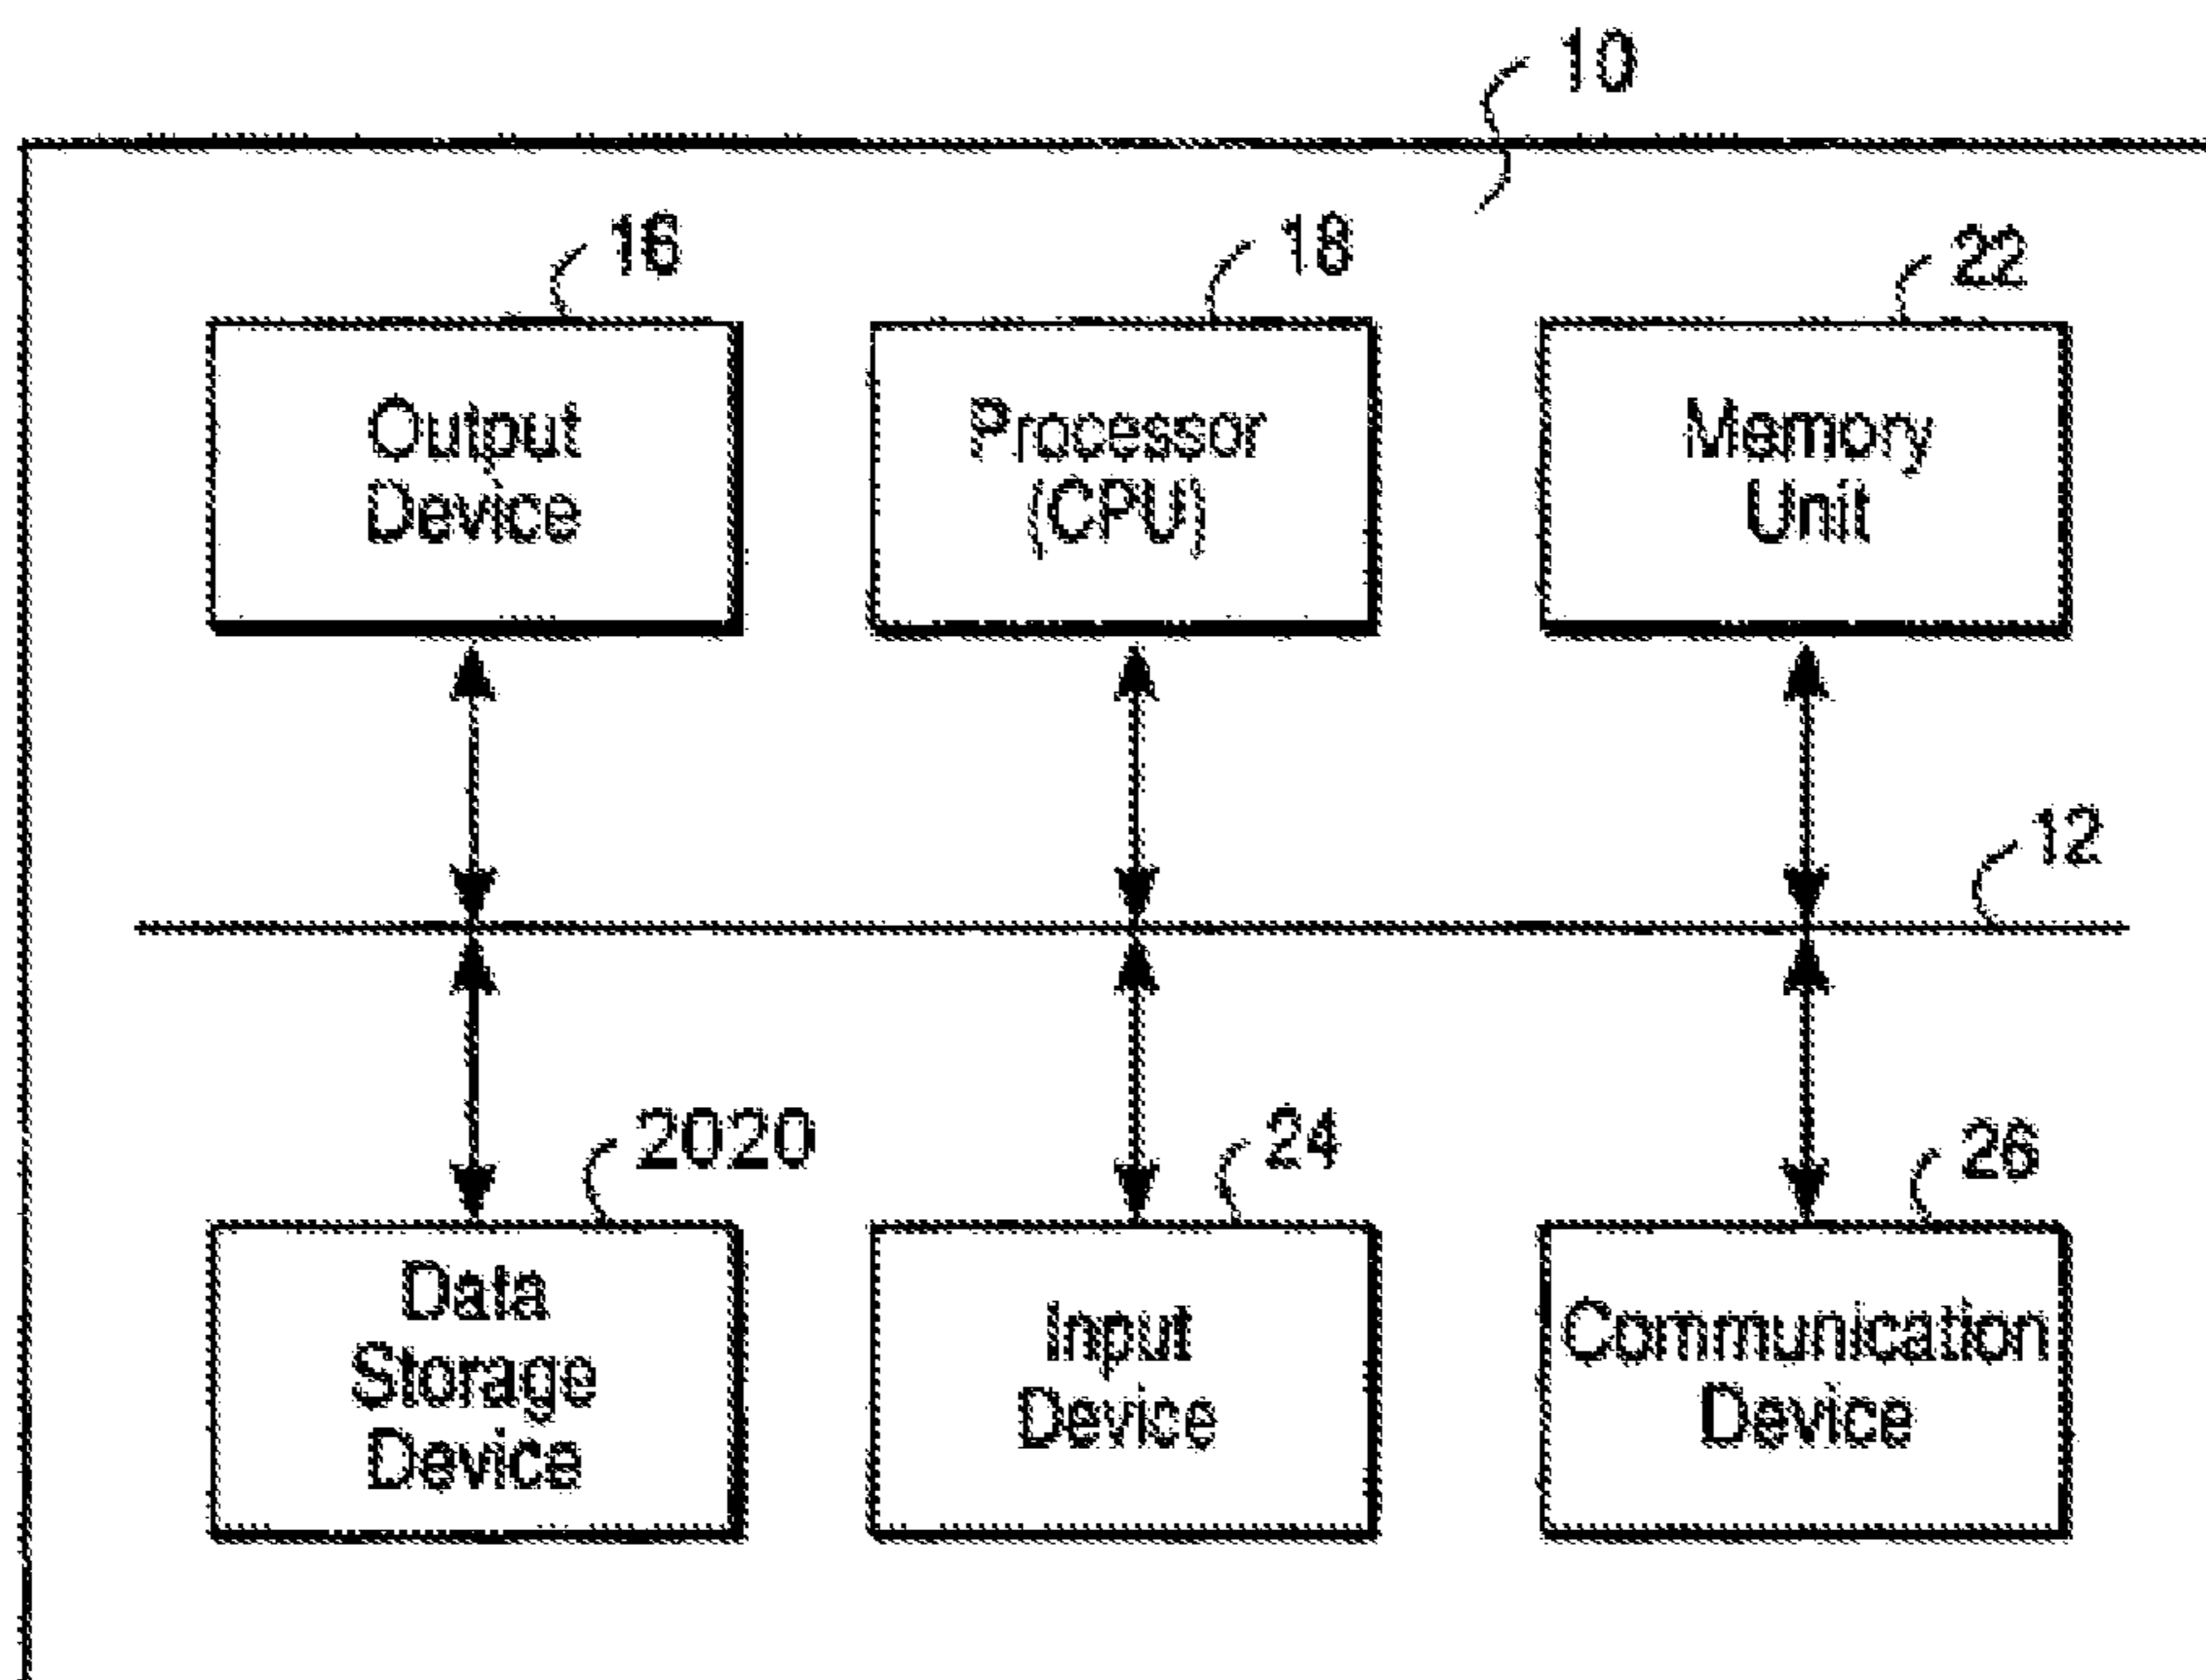 10
16
18
22
Output
Device
Processor
(CPU)
Memory
Unit
12
2020
24
26
Data
Storage
Device
Input
Device
Communication
Device